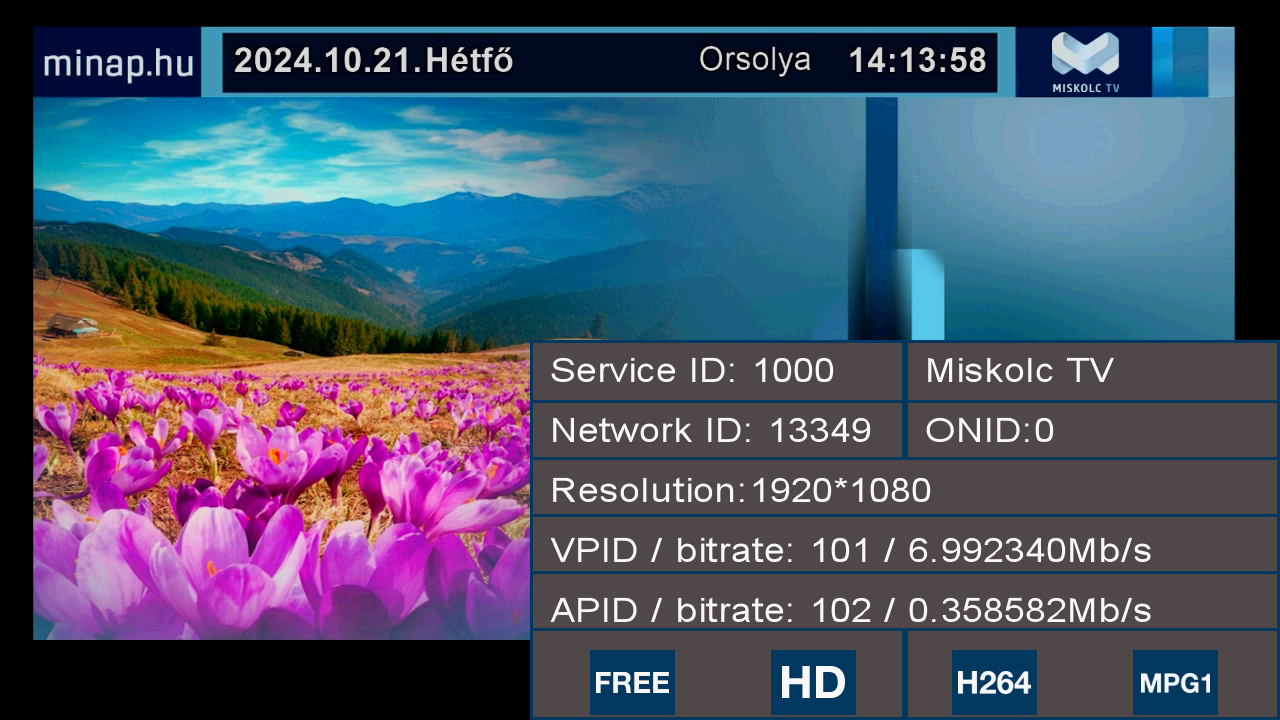 minap.hu
2024.10.21.Hétfő
Orsolya
14:13:58
MISKOLC TV
Service ID: 1000
Miskolc TV
Network ID: 13349
ONID:0
Resolution:1920*1080
VPID / bitrate: 101 / 6.992340Mb/s
APID / bitrate: 102 / 0.358582Mb/s
FREE
HD
H264
MPG1